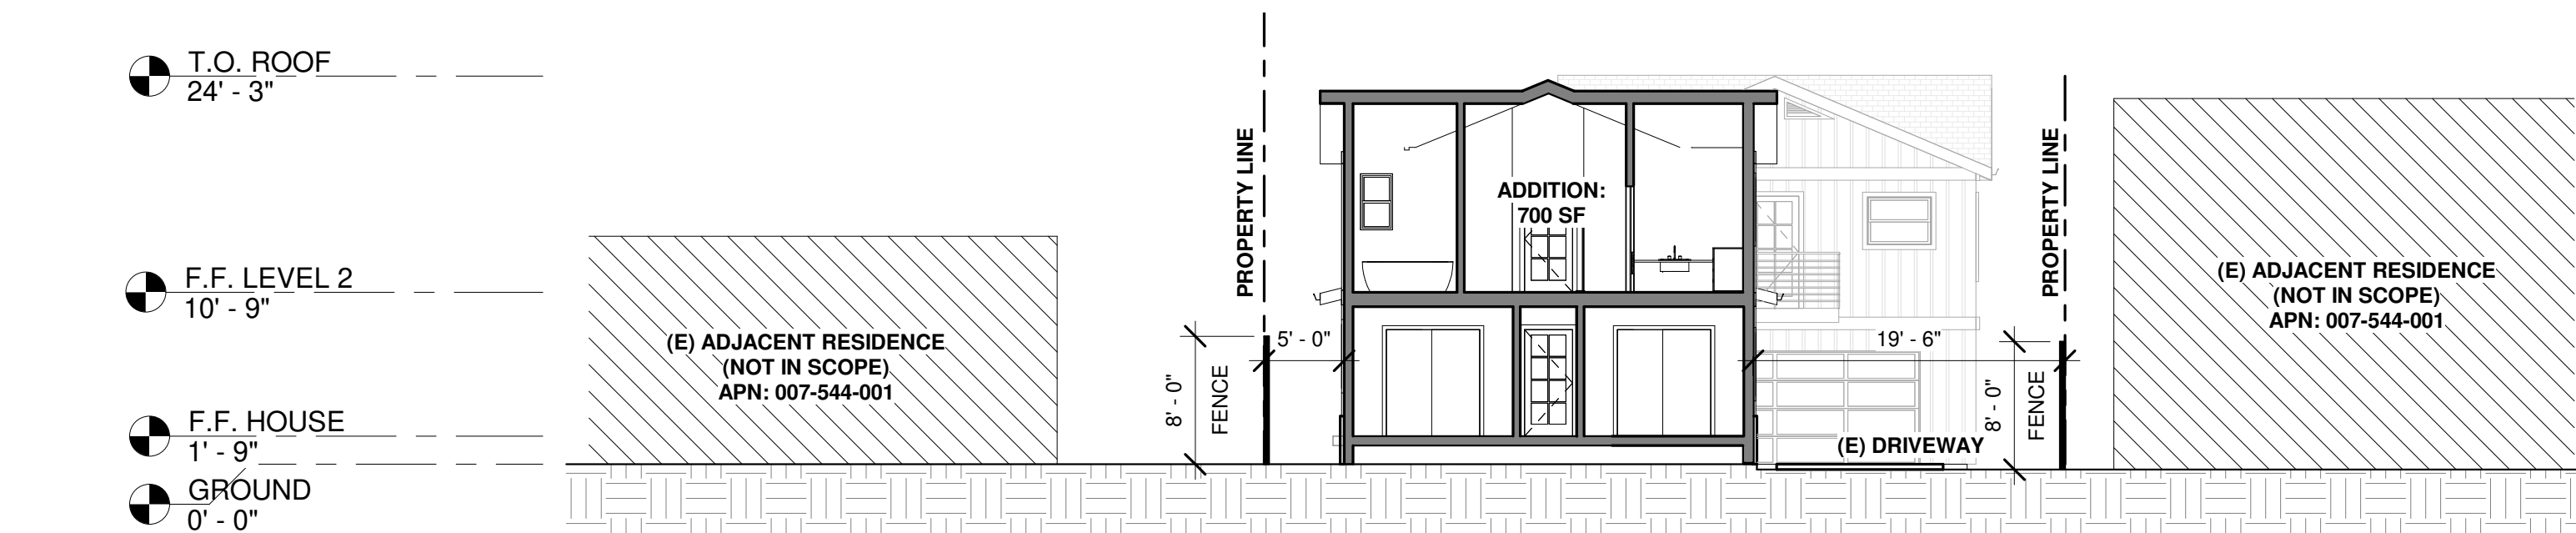 T.O. ROOF
24' - 3"
F.F. LEVEL 2
10' - 9"
F.F. HOUSE
1' - 9"
GROUND
0' - 0"
(E) ADJACENT RESIDENCE
(NOT IN SCOPE)
APN: 007-544-001
8' - 0"
FENCE
PROPERTY LINE
5' - 0"
ADDITION:
700 SF
19' - 6"
(E) DRIVEWAY
8' - 0"
FENCE
PROPERTY LINE
(E) ADJACENT RESIDENCE
(NOT IN SCOPE)
APN: 007-544-001